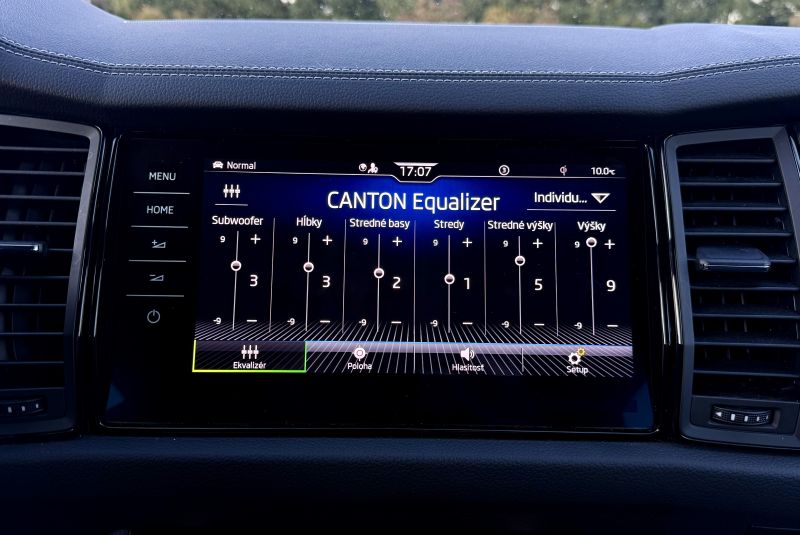 Normal
17:07
3
10.0°C
MENU
HOME
CANTON Equalizer
Individu...
Subwoofer
Hĺbky
Stredné basy
Stredy
Stredné výšky
Výšky
9 + 9 + 9 + 9 + 9 + 9 +
3 3 2 1 5 9
-9 – -9 – -9 – -9 – -9 – -9 –
Ekvalizér
Poloha
Hlasitosť
Setup